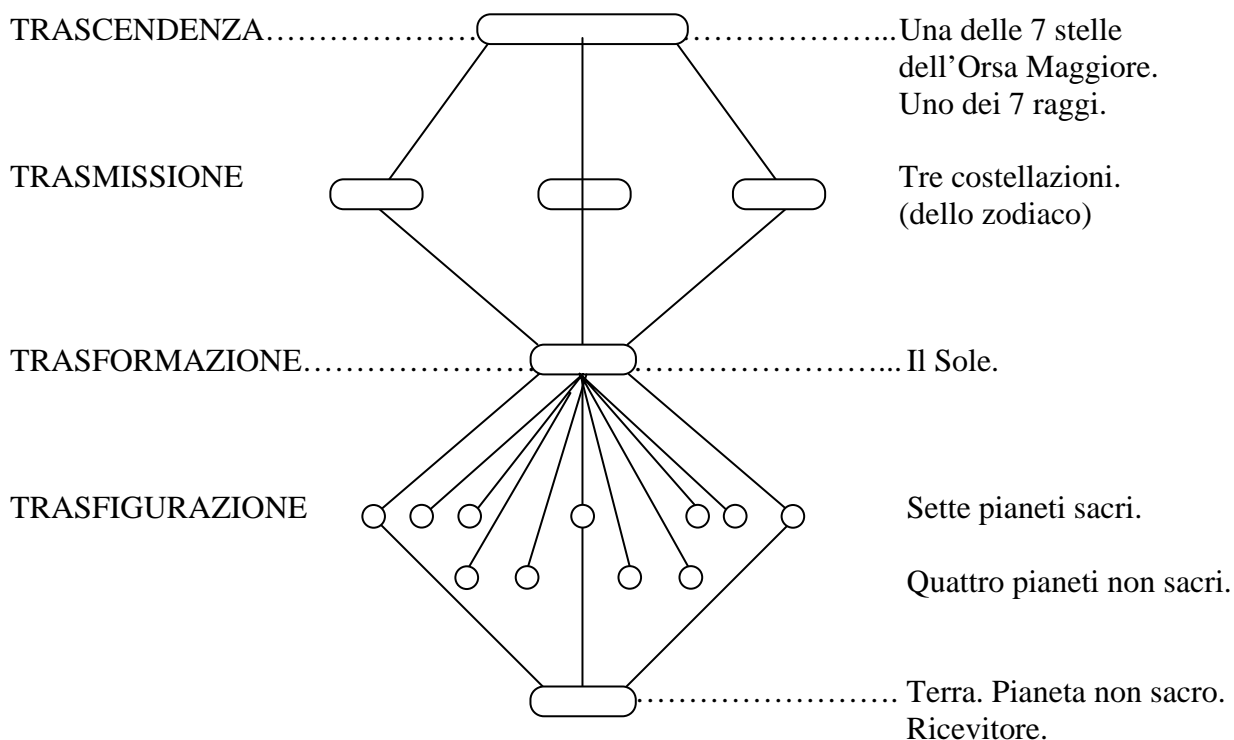 TRASCENDENZA………………… ………………... Una delle 7 stelle
dell’Orsa Maggiore.
Uno dei 7 raggi.
TRASMISSIONE Tre costellazioni.
(dello zodiaco)
TRASFORMAZIONE…………………… ……………………... Il Sole.
TRASFIGURAZIONE Sette pianeti sacri.
Quattro pianeti non sacri.
……………………. Terra. Pianeta non sacro.
Ricevitore.